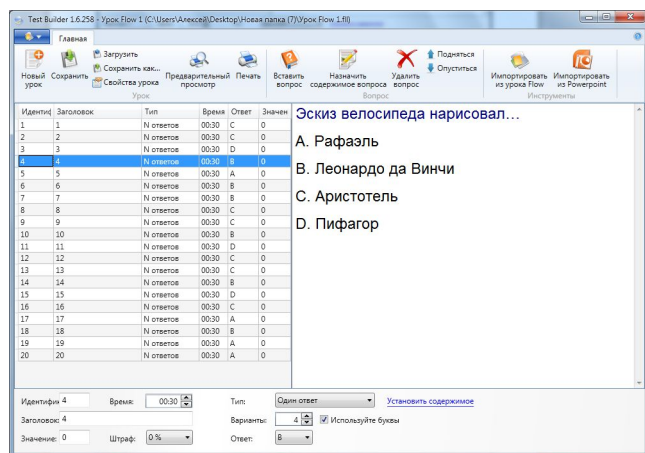 Test Builder 1.6.258 - Урок Flow 1 (C:\Users\Алексей\Desktop\Новая папка (7)\Урок Flow 1.fll)
Главная
Новый урок
Сохранить
Загрузить
Сохранить как...
Свойства урока
Предварительный просмотр
Печать
Вставить вопрос
Назначить содержимое вопроса
Удалить вопрос
Подняться
Опуститься
Импортировать из урока Flow
Импортировать из Powerpoint
Урок
Вопрос
Инструменты
Идентиф Заголовок Тип Время Ответ Значен
1 1 N ответов 00:30 C 0
2 2 N ответов 00:30 C 0
3 3 N ответов 00:30 D 0
4 4 N ответов 00:30 B 0
5 5 N ответов 00:30 A 0
6 6 N ответов 00:30 B 0
7 7 N ответов 00:30 B 0
8 8 N ответов 00:30 C 0
9 9 N ответов 00:30 C 0
10 10 N ответов 00:30 B 0
11 11 N ответов 00:30 D 0
12 12 N ответов 00:30 C 0
13 13 N ответов 00:30 C 0
14 14 N ответов 00:30 B 0
15 15 N ответов 00:30 D 0
16 16 N ответов 00:30 C 0
17 17 N ответов 00:30 A 0
18 18 N ответов 00:30 B 0
19 19 N ответов 00:30 A 0
20 20 N ответов 00:30 A 0
Эскиз велосипеда нарисовал...
A. Рафаэль
B. Леонардо да Винчи
C. Аристотель
D. Пифагор
Идентифик 4 Время: 00:30 Тип: Один ответ Установить содержимое
Заголовок: 4 Варианты: 4 Используйте буквы
Значение: 0 Штраф: 0 % Ответ: B